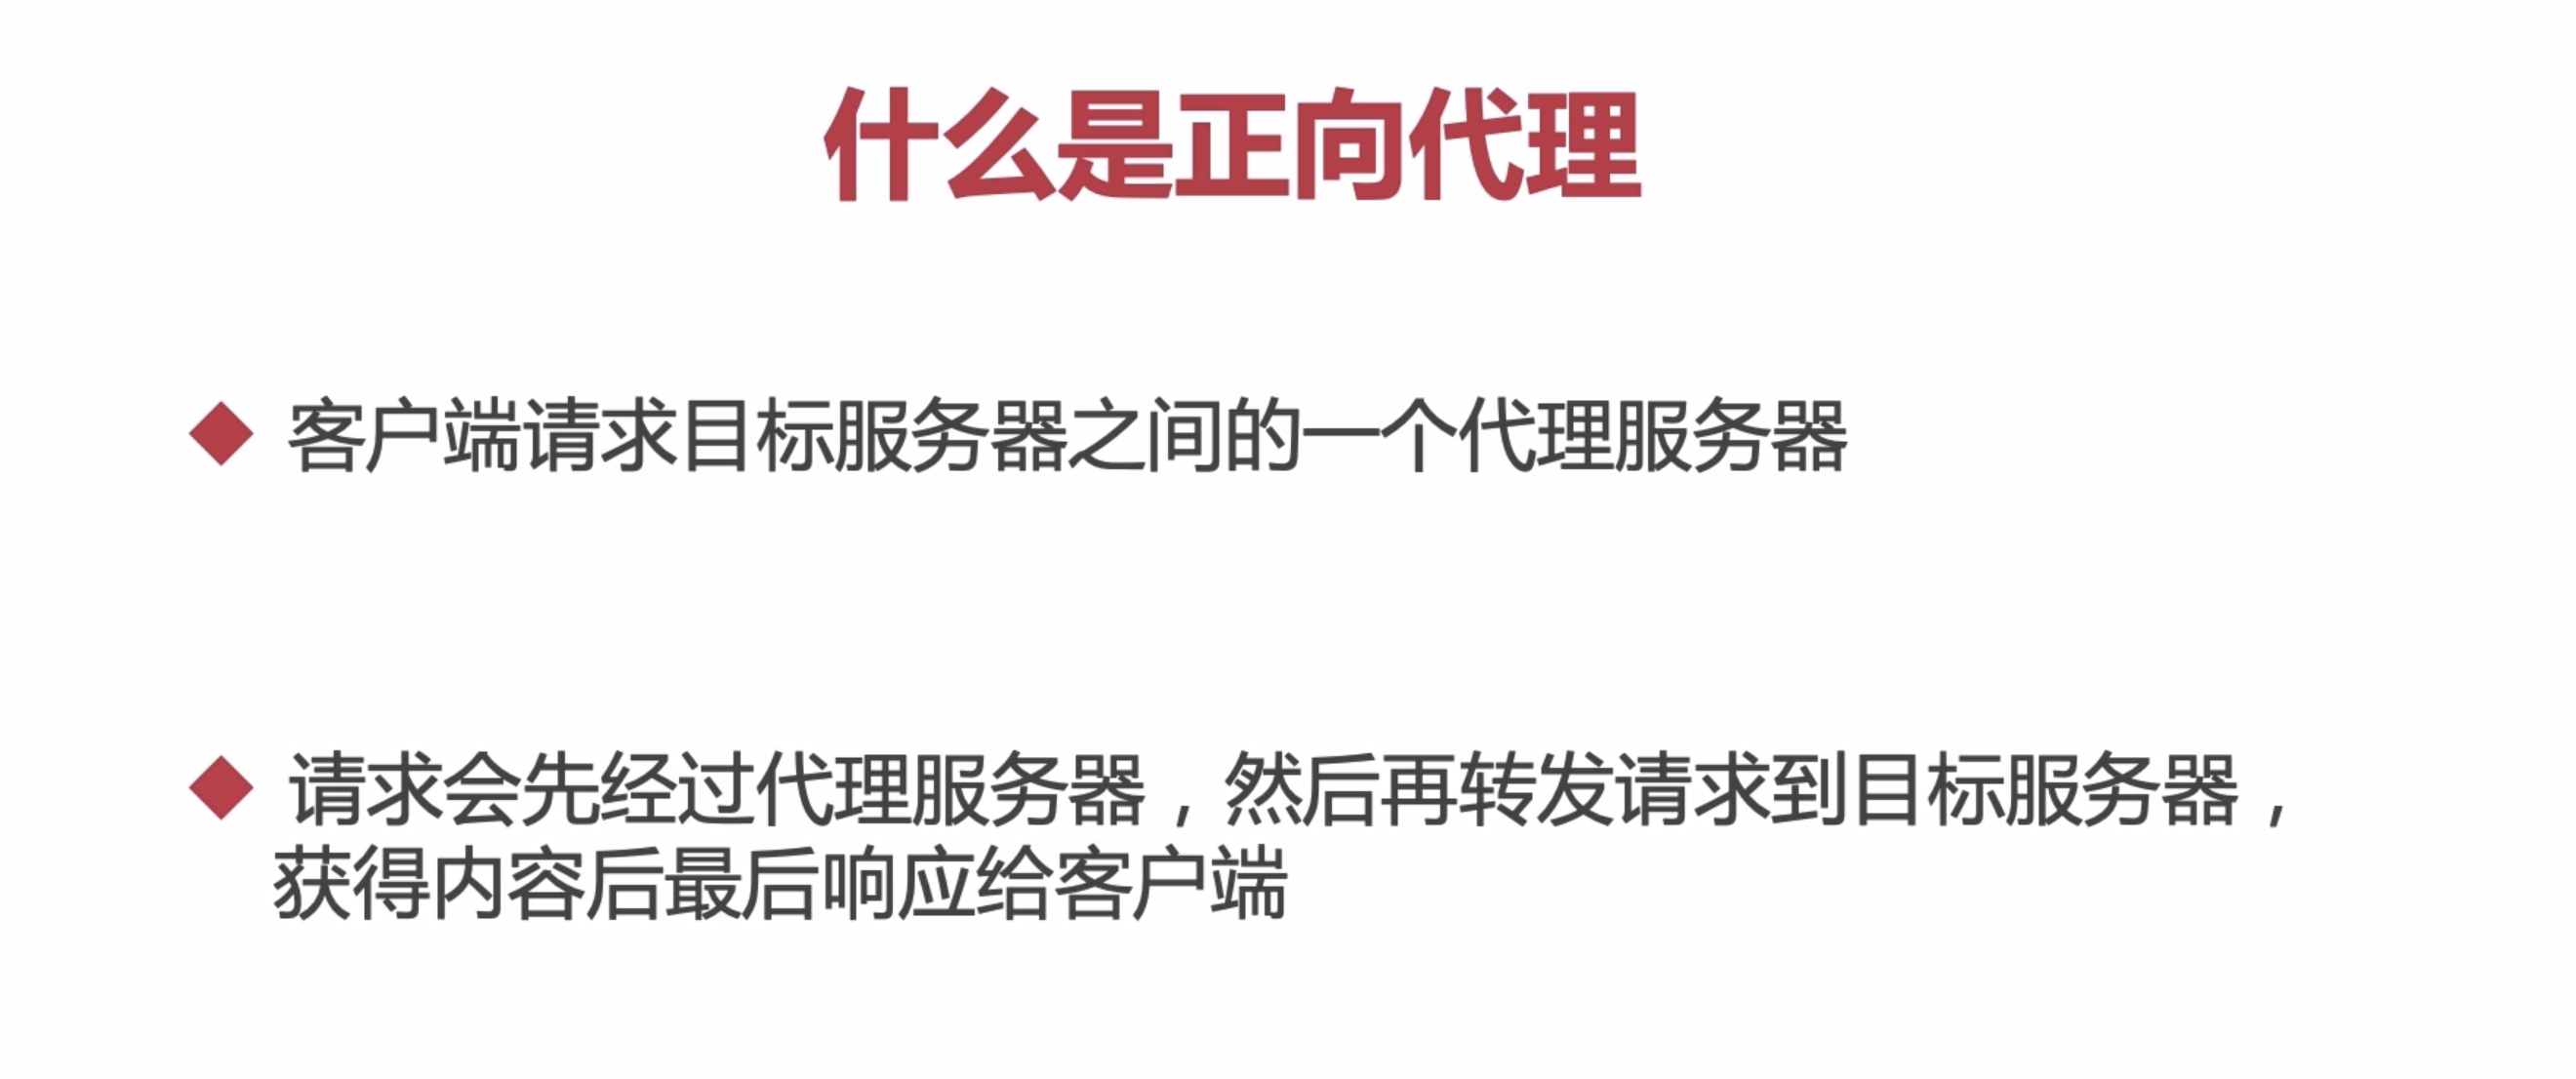 什么是正向代理
客户端请求目标服务器之间的一个代理服务器
请求会先经过代理服务器，然后再转发请求到目标服务器，
获得内容后最后响应给客户端